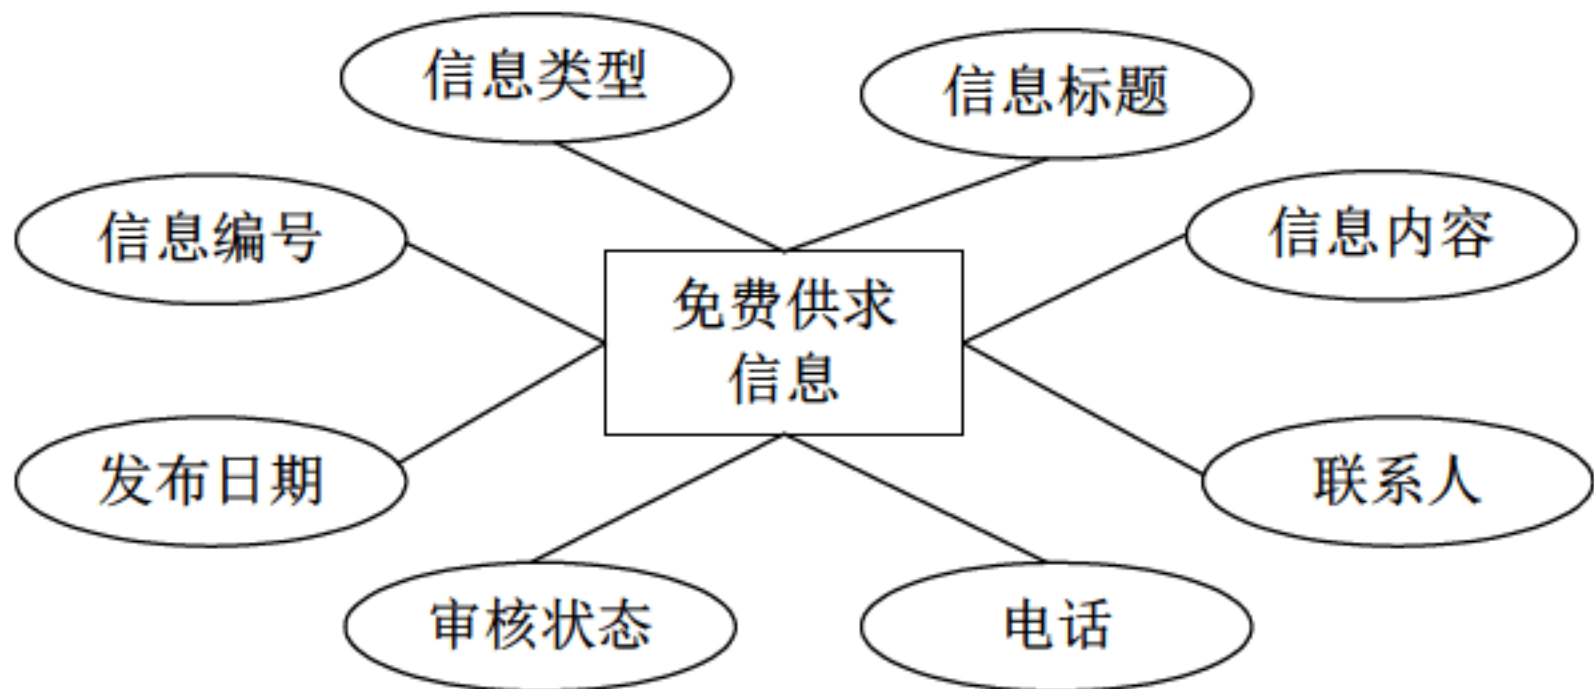 信息类型
信息标题
信息编号
信息内容
免费供求
信息
发布日期
联系人
审核状态
电话